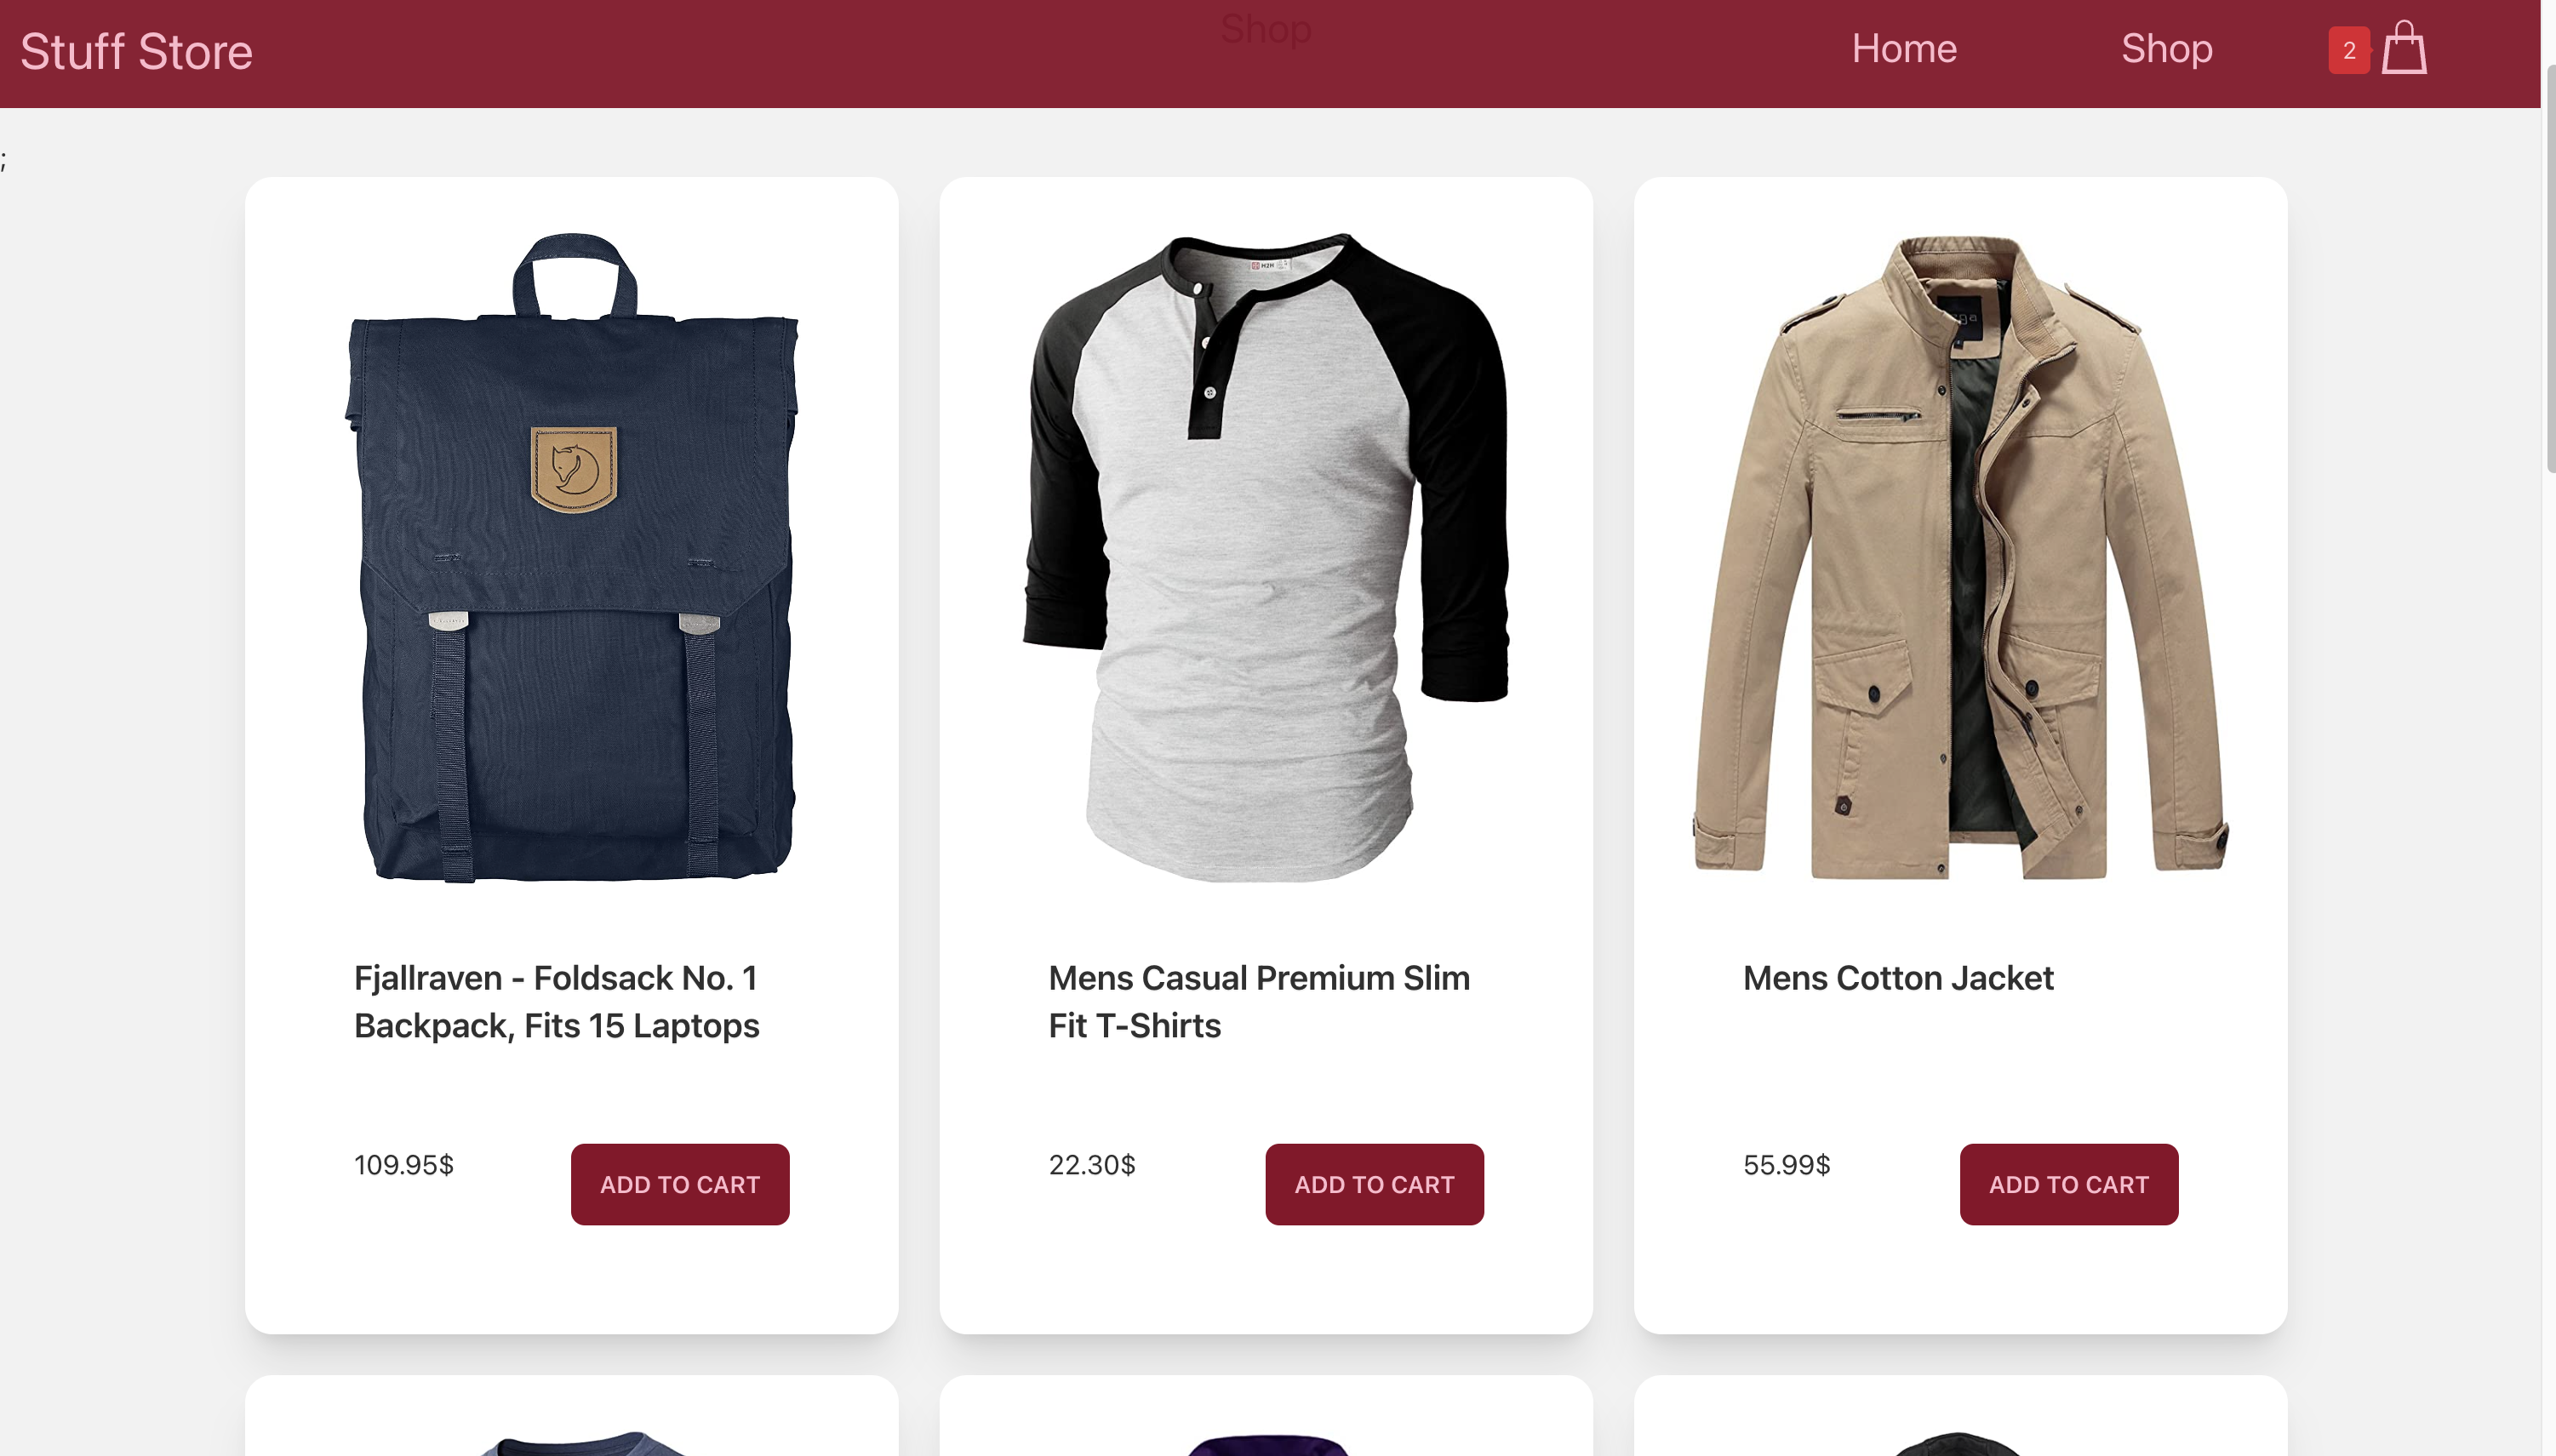 Stuff Store
Shop
Home
Shop
2
;
H2H
Fjallraven - Foldsack No. 1
Backpack, Fits 15 Laptops
109.95$
ADD TO CART
Mens Casual Premium Slim
Fit T-Shirts
22.30$
ADD TO CART
Mens Cotton Jacket
55.99$
ADD TO CART